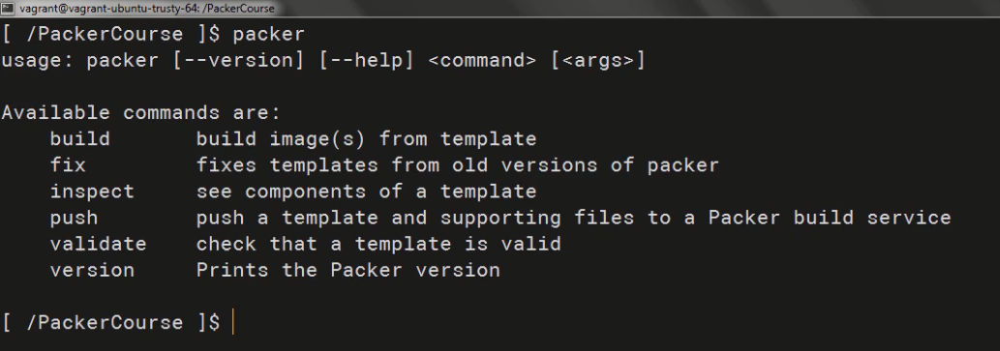 vagrant@vagrant-ubuntu-trusty-64: /PackerCourse
[ /PackerCourse ]$ packer
usage: packer [--version] [--help] <command> [<args>]
Available commands are:
build build image(s) from template
fix fixes templates from old versions of packer
inspect see components of a template
push push a template and supporting files to a Packer build service
validate check that a template is valid
version Prints the Packer version
[ /PackerCourse ]$